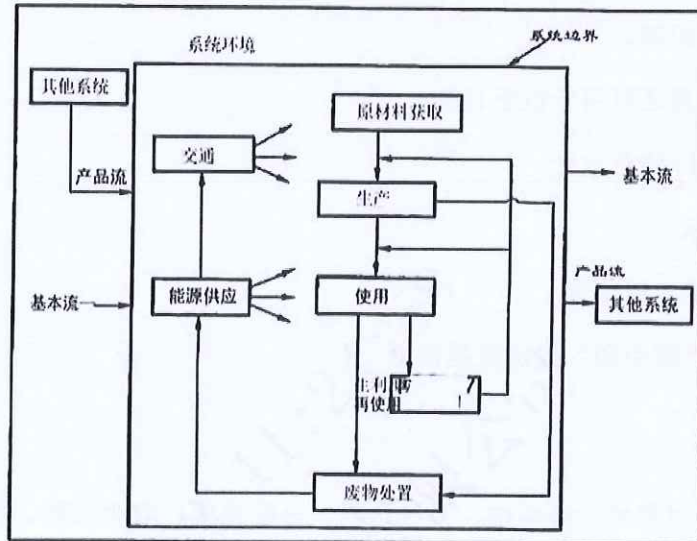 系统环境
系统边界
其他系统
原材料获取
交通
产品流
基本流
生产
产品流
基本流
能源供应
使用
其他系统
再使用
废物处置